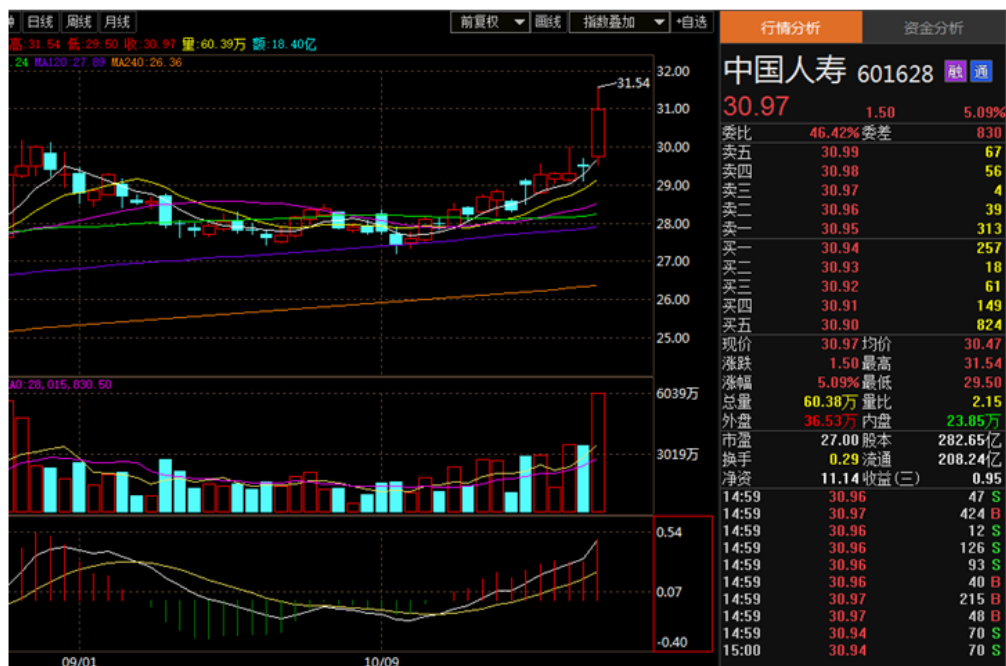 日线 周线 月线 前复权 画线 指数叠加 +自选
高:31.54 低:29.50 收:30.97 量:60.39万 额:18.40亿
24 MA120:27.89 MA240:26.36
32.00
31.54
31.00
30.00
29.00
28.00
27.00
26.00
25.00
28,015,830.50
6039万
3019万
0.54
0.07
-0.40
09/01 10/09
行情分析 资金分析
中国人寿 601628 融 通
30.97 1.50 5.09%
委比 46.42% 委差 830
卖五 30.99 67
卖四 30.98 56
卖三 30.97 4
卖二 30.96 39
卖一 30.95 313
买一 30.94 257
买二 30.93 18
买三 30.92 61
买四 30.91 149
买五 30.90 824
现价 30.97 均价 30.47
涨跌 1.50 最高 31.54
涨幅 5.09% 最低 29.50
总量 60.38万 量比 2.15
外盘 36.53万 内盘 23.85万
市盈 27.00 股本 282.65亿
换手 0.29 流通 208.24亿
净资 11.14 收益(三) 0.95
14:59 30.96 47 S
14:59 30.97 424 B
14:59 30.96 12 S
14:59 30.96 126 S
14:59 30.96 93 S
14:59 30.96 40 B
14:59 30.97 215 B
14:59 30.97 48 B
14:59 30.94 70 S
15:00 30.94 70 S